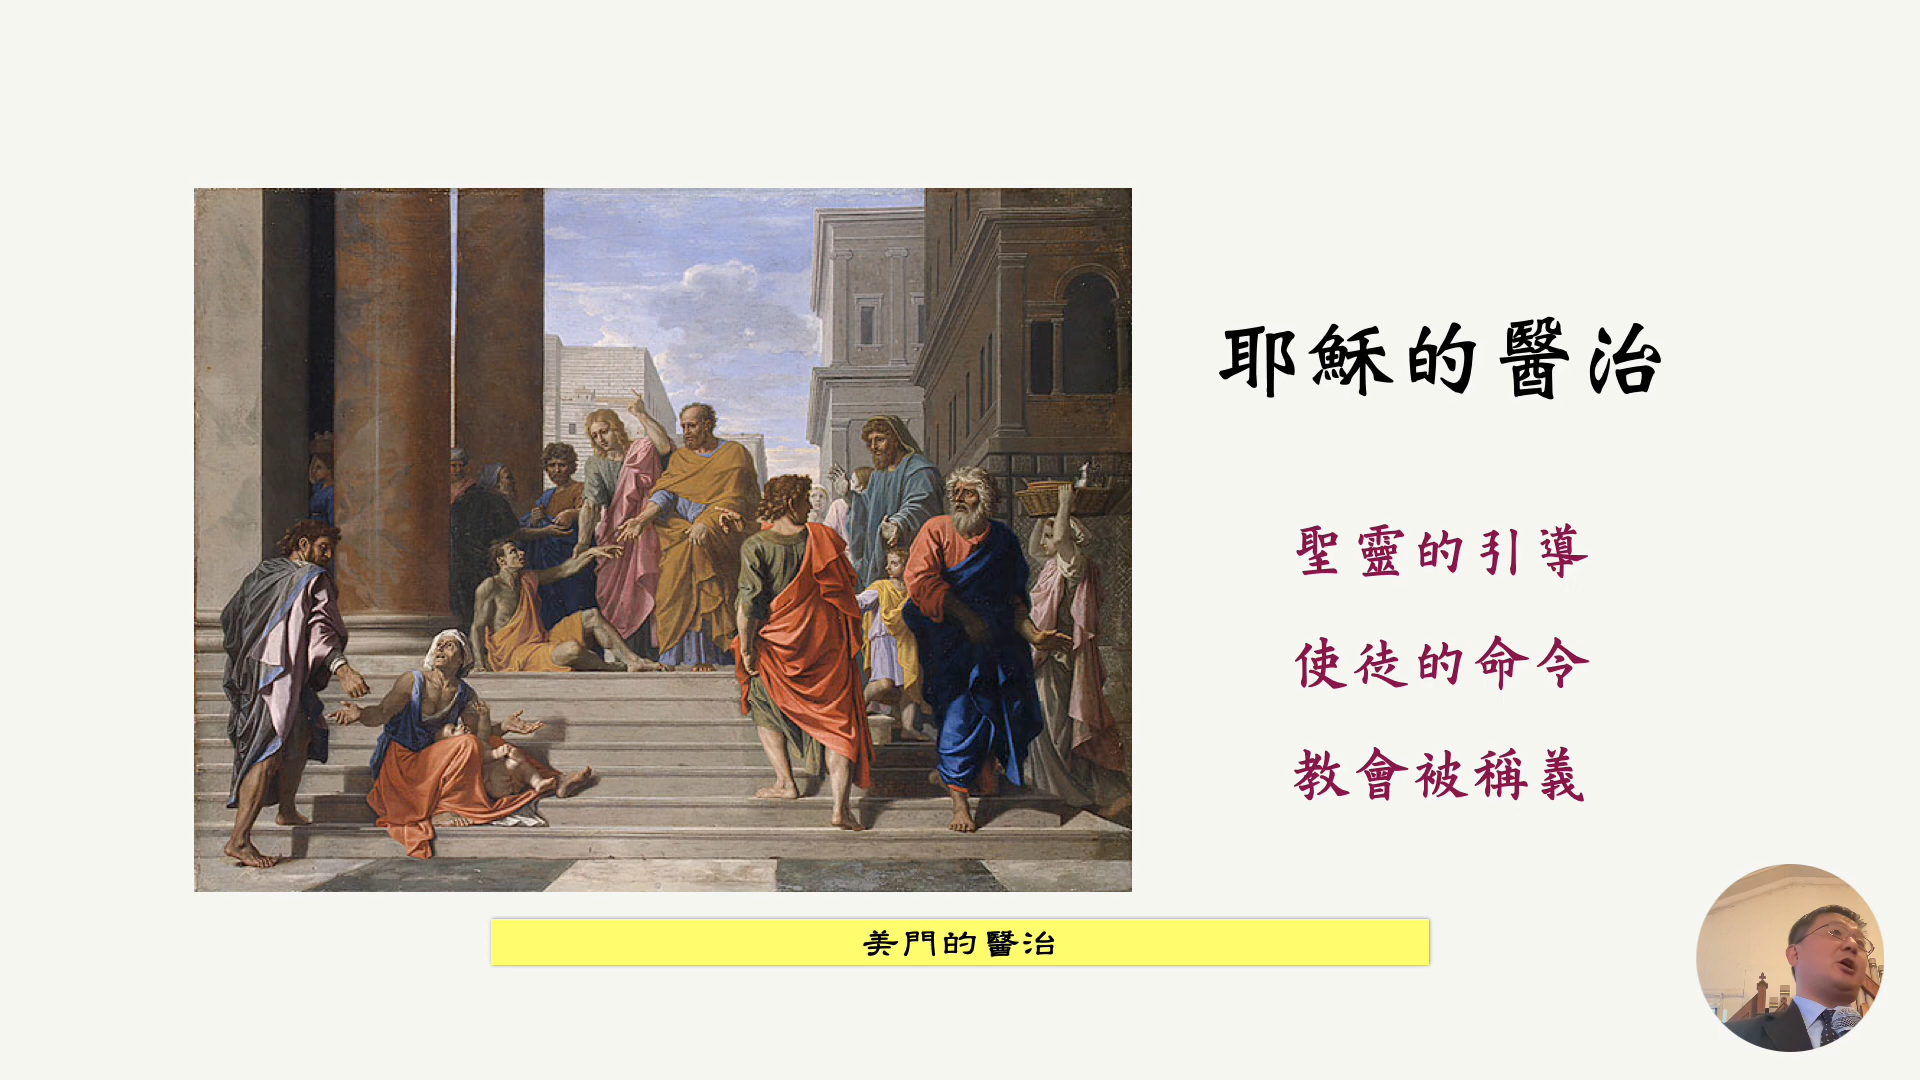 耶穌的醫治
聖靈的引導
使徒的命令
教會被稱義
美門的醫治